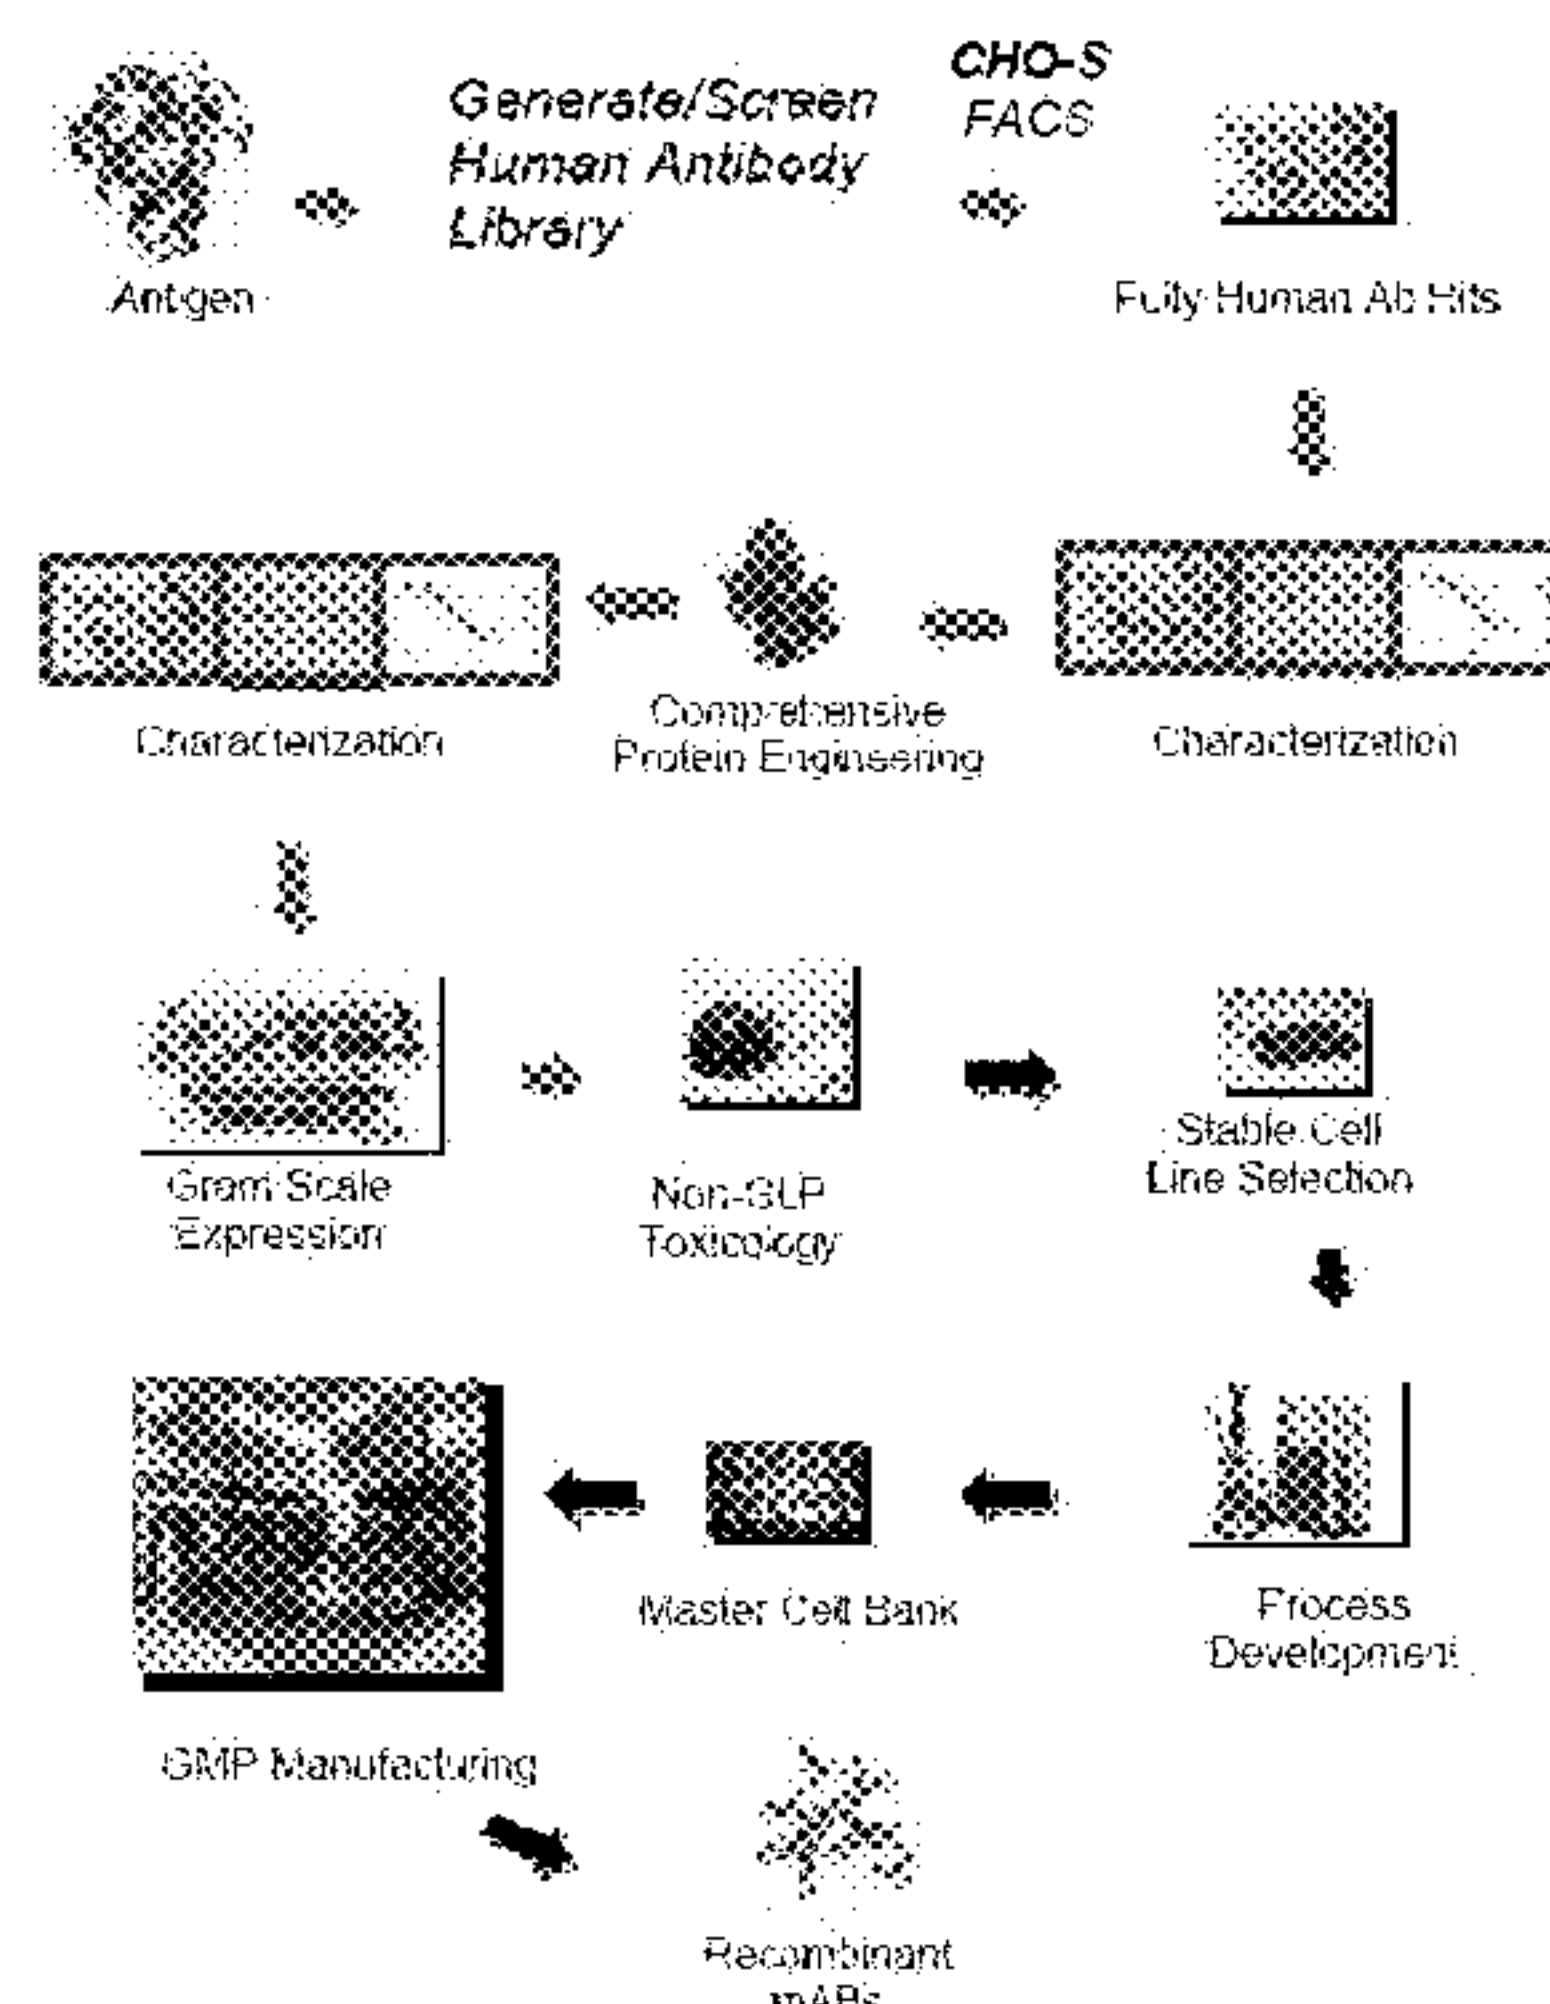 CHO-S
FACS
Generate/Screen
Human Antibody
Library
Antigen
Fully Human Ab Hits
Characterization
Comprehensive
Protein Engineering
Characterization
Gram Scale
Expression
Non-GLP
Toxicology
Stable Cell
Line Selection
GMP Manufacturing
Master Cell Bank
Process
Development
Recombinant
mABs